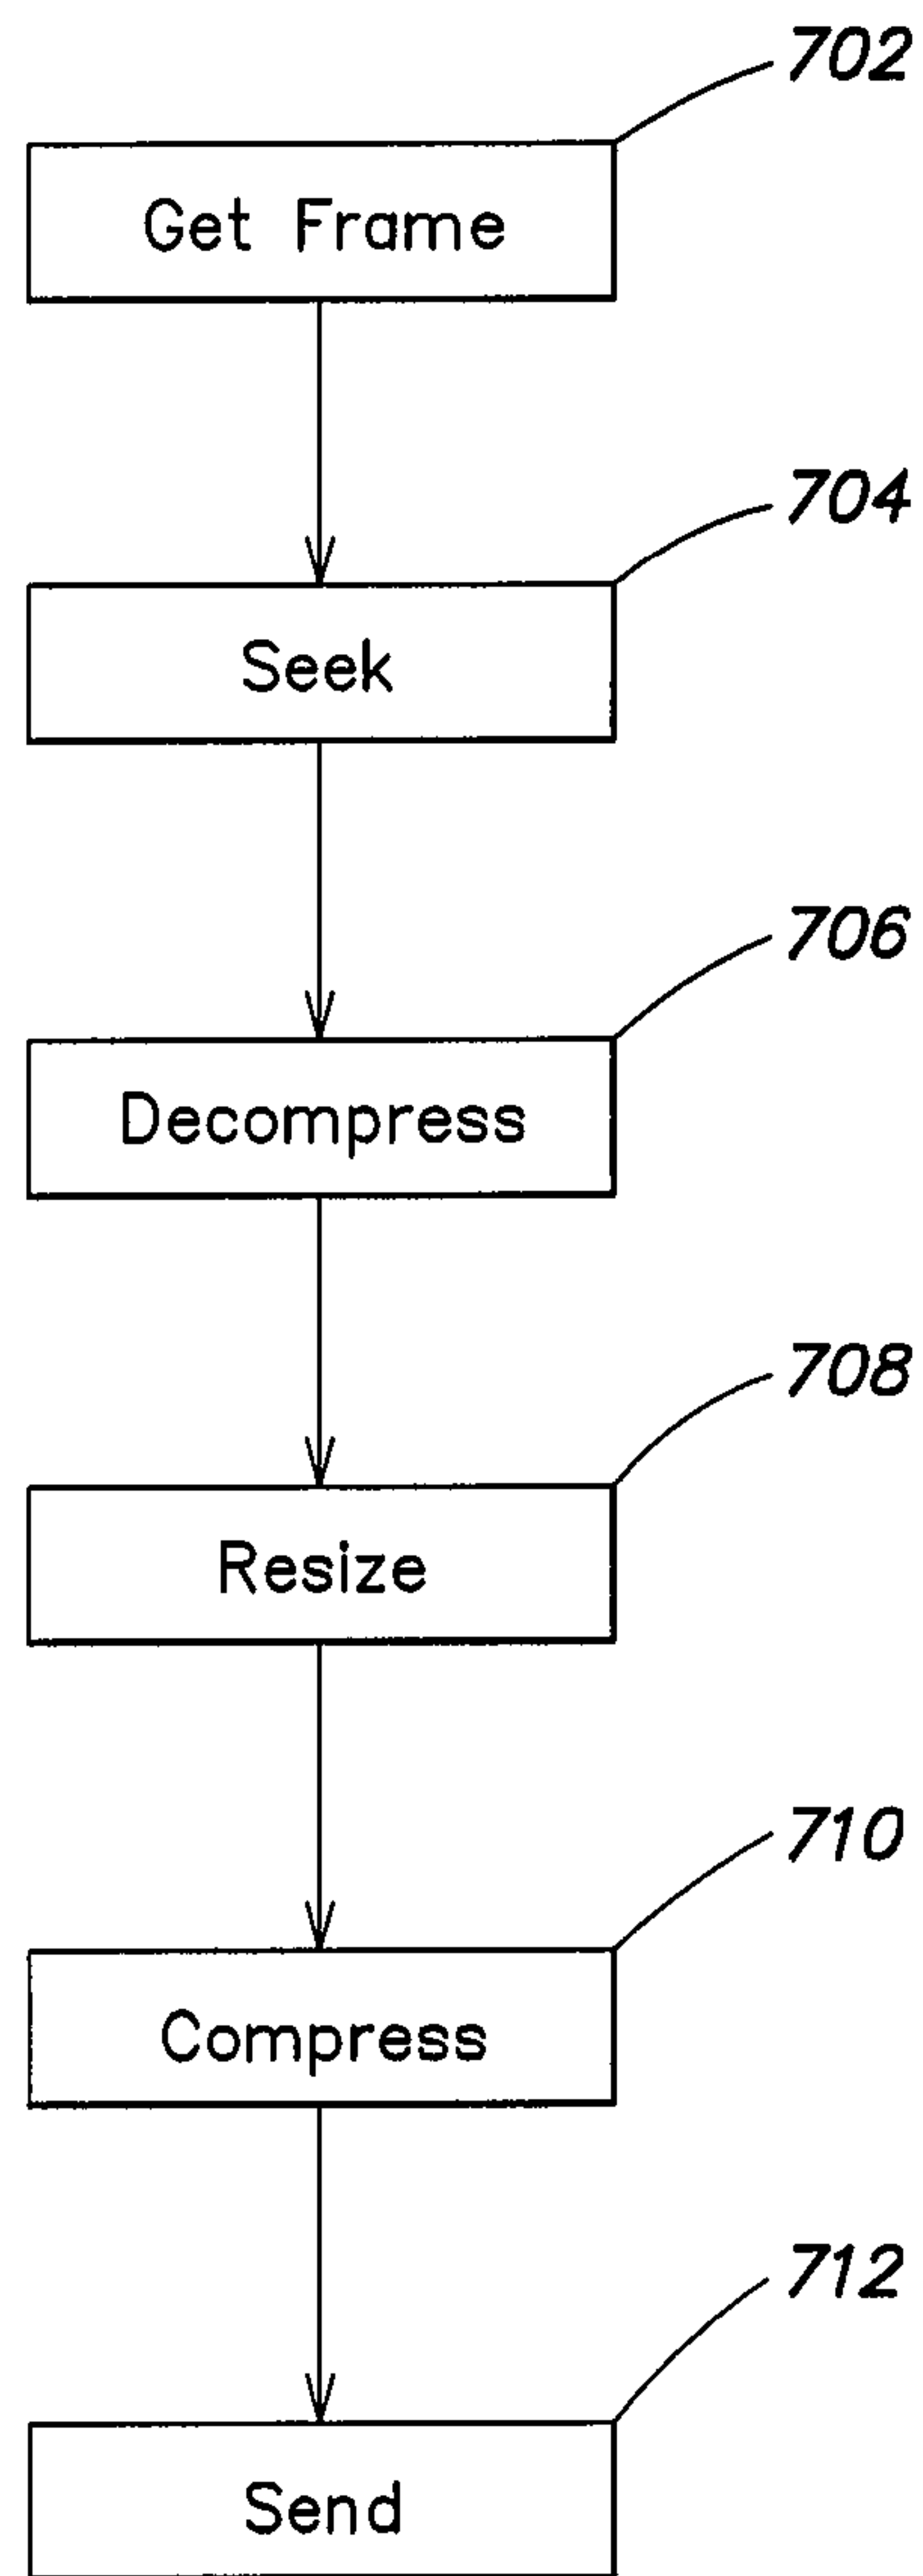 702
Get Frame
704
Seek
706
Decompress
708
Resize
710
Compress
712
Send